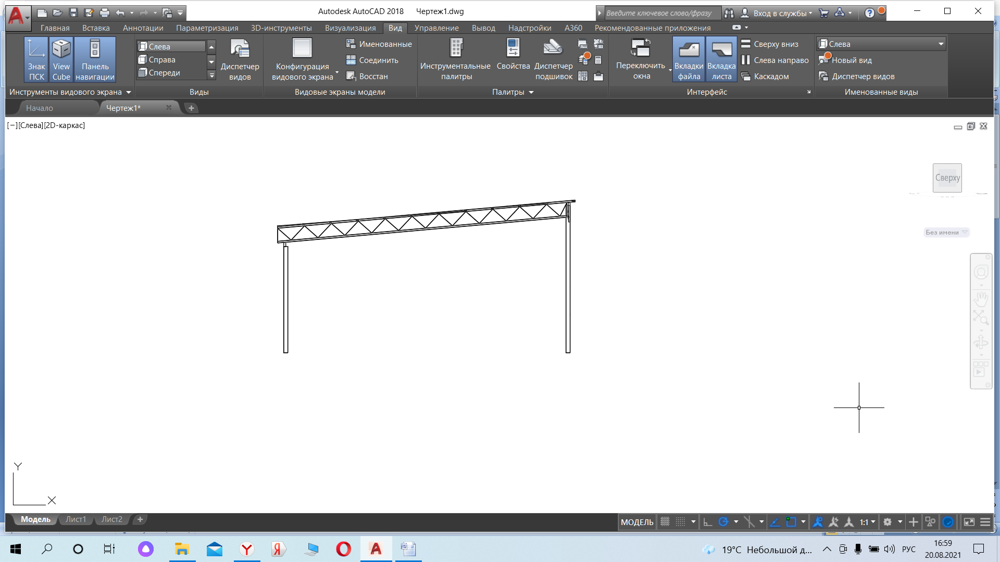 Autodesk AutoCAD 2018 Чертеж1.dwg
Введите ключевое слово/фразу
Вход в службы
Главная Вставка Аннотации Параметризация 3D-инструменты Визуализация Вид Управление Вывод Надстройки A360 Рекомендованные приложения
Знак ПСК
View Cube
Панель навигации
Инструменты видового экрана
Слева
Справа
Спереди
Диспетчер видов
Виды
Конфигурация видового экрана
Именованные
Соединить
Восстан
Видовые экраны модели
Инструментальные палитры
Свойства
Диспетчер подшивок
Палитры
Переключить окна
Вкладки файла
Вкладка листа
Сверху вниз
Слева направо
Каскадом
Интерфейс
Слева
Новый вид
Диспетчер видов
Именованные виды
Начало
Чертеж1*
[−][Слева][2D-каркас]
Сверху
Без имени
Y
X
Модель Лист1 Лист2
МОДЕЛЬ
1:1
19°C Небольшой д...
РУС
16:59
20.08.2021